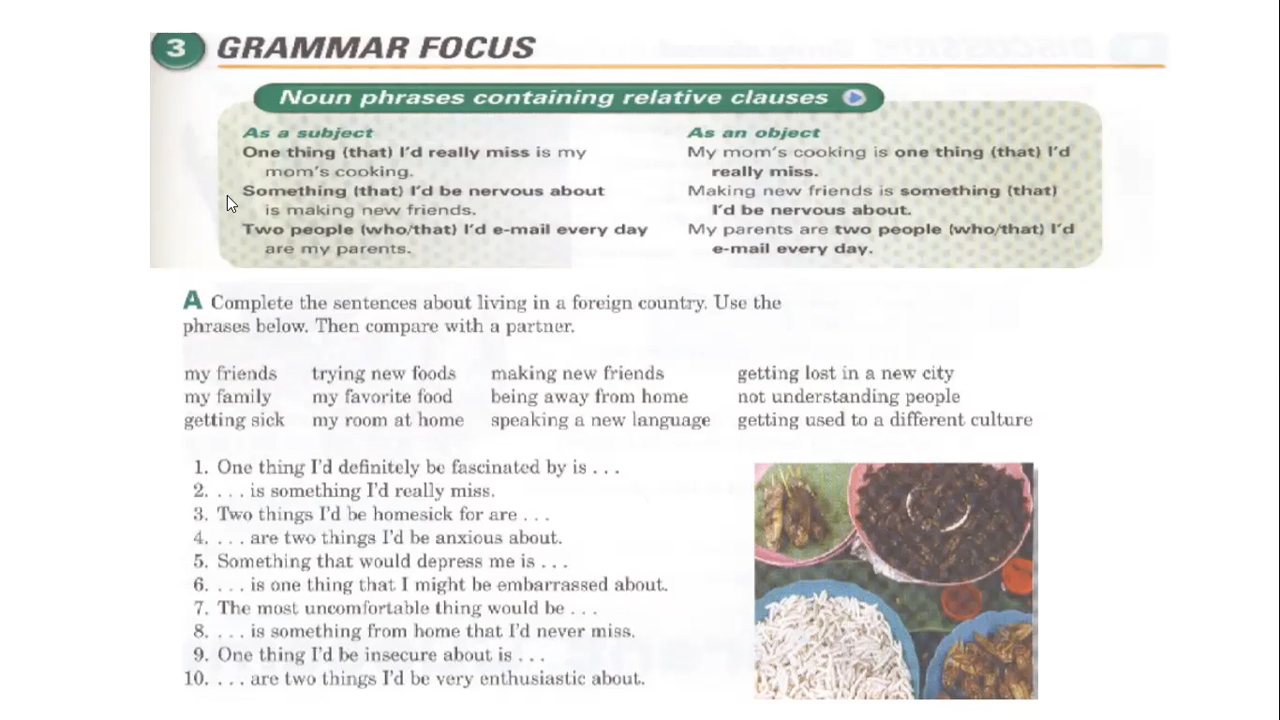 3 GRAMMAR FOCUS
Noun phrases containing relative clauses
As a subject
One thing (that) I'd really miss is my
mom's cooking.
Something (that) I'd be nervous about
is making new friends.
Two people (who/that) I'd e-mail every day
are my parents.
As an object
My mom's cooking is one thing (that) I'd
really miss.
Making new friends is something (that)
I'd be nervous about.
My parents are two people (who/that) I'd
e-mail every day.
A Complete the sentences about living in a foreign country. Use the
phrases below. Then compare with a partner.
my friends trying new foods making new friends getting lost in a new city
my family my favorite food being away from home not understanding people
getting sick my room at home speaking a new language getting used to a different culture
1. One thing I'd definitely be fascinated by is . . .
2. . . . is something I'd really miss.
3. Two things I'd be homesick for are . . .
4. . . . are two things I'd be anxious about.
5. Something that would depress me is . . .
6. . . . is one thing that I might be embarrassed about.
7. The most uncomfortable thing would be . . .
8. . . . is something from home that I'd never miss.
9. One thing I'd be insecure about is . . .
10. . . . are two things I'd be very enthusiastic about.